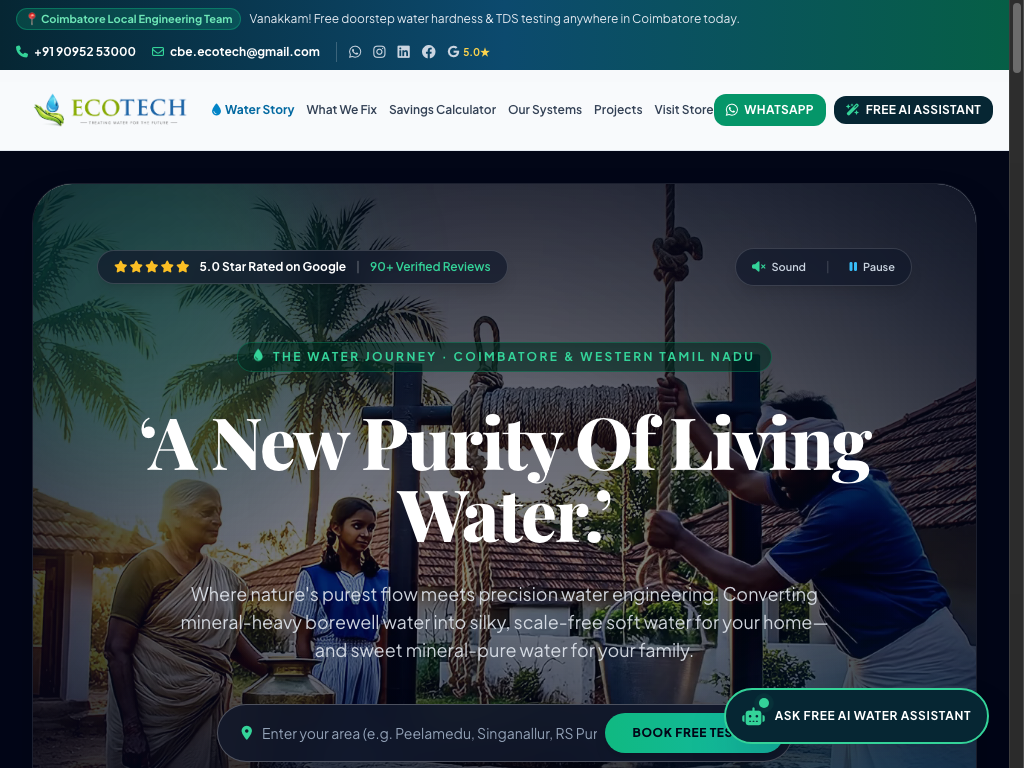 📍 Coimbatore Local Engineering Team Vanakkam! Free doorstep water hardness & TDS testing anywhere in Coimbatore today.
+91 90952 53000 cbe.ecotech@gmail.com 5.0★
ECOTECH
CREATING WATER FOR THE FUTURE
Water Story What We Fix Savings Calculator Our Systems Projects Visit Store WHATSAPP FREE AI ASSISTANT
5.0 Star Rated on Google | 90+ Verified Reviews
Sound | Pause
THE WATER JOURNEY · COIMBATORE & WESTERN TAMIL NADU
‘A New Purity Of Living
Water.’
Where nature's purest flow meets precision water engineering. Converting
mineral-heavy borewell water into silky, scale-free soft water for your home—
and sweet mineral-pure water for your family.
Enter your area (e.g. Peelamedu, Singanallur, RS Pur
BOOK FREE TES
ASK FREE AI WATER ASSISTANT